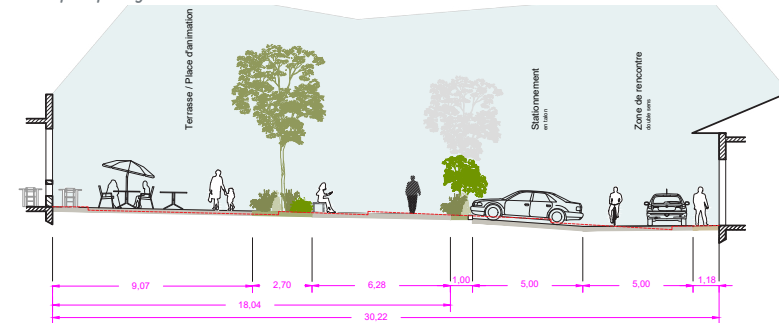 Terrasse / Place d'animation
Stationnement
en talon
Zone de rencontre
double sens
9,07
2,70
6,28
1,00
5,00
5,00
1,18
18,04
30,22